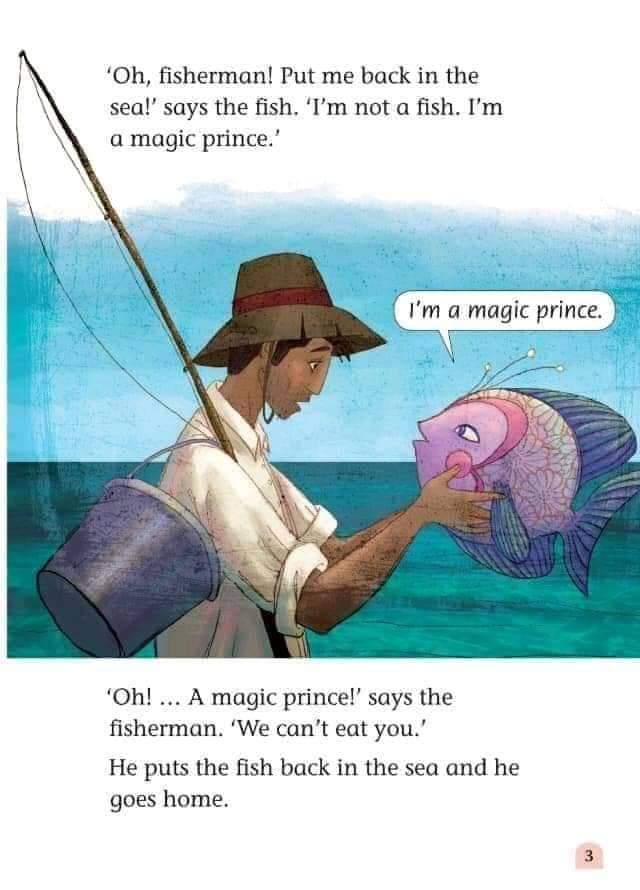 ‘Oh, fisherman! Put me back in the
sea!’ says the fish. ‘I’m not a fish. I’m
a magic prince.’
I’m a magic prince.
‘Oh! ... A magic prince!’ says the
fisherman. ‘We can’t eat you.’
He puts the fish back in the sea and he
goes home.
3